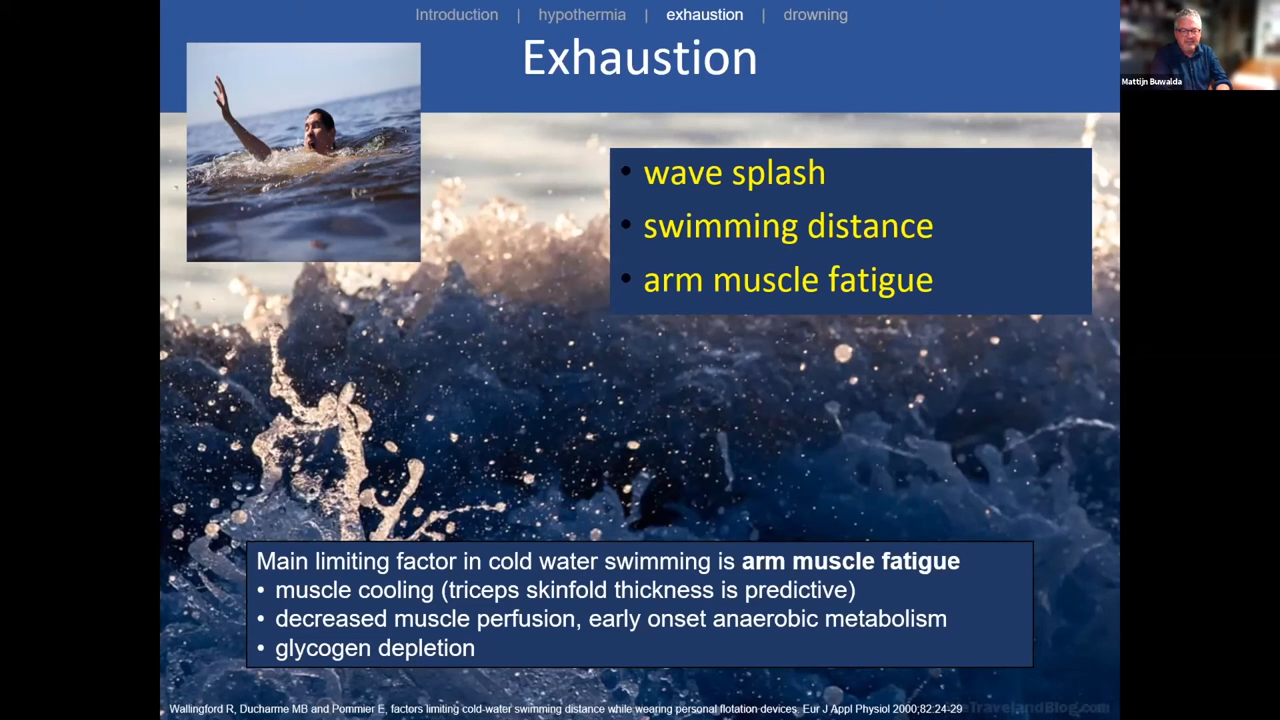 Introduction | hypothermia | exhaustion | drowning
Exhaustion
Mattijn Buwalda
• wave splash
• swimming distance
• arm muscle fatigue
Main limiting factor in cold water swimming is arm muscle fatigue
• muscle cooling (triceps skinfold thickness is predictive)
• decreased muscle perfusion, early onset anaerobic metabolism
• glycogen depletion
Wallingford R, Ducharme MB and Pommier E, factors limiting cold-water swimming distance while wearing personal flotation devices. Eur J Appl Physiol 2000;82:24-29
eTravelandBlog.com